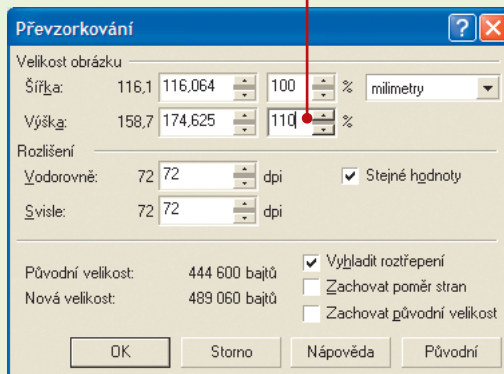 Převzorkování
Velikost obrázku
Šířka: 116,1 116,064 100 % milimetry
Výška: 158,7 174,625 110 %
Rozlišení
Vodorovně: 72 72 dpi Stejné hodnoty
Svisle: 72 72 dpi
Původní velikost: 444 600 bajtů Vyhladit roztřepení
Nová velikost: 489 060 bajtů Zachovat poměr stran
Zachovat původní velikost
OK Storno Nápověda Původní